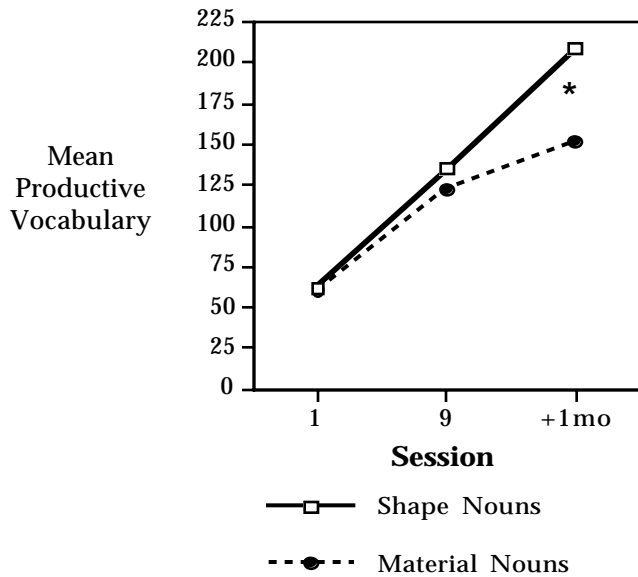 225
200
175
150
125
100
75
50
25
0
Mean
Productive
Vocabulary
*
1 9 +1mo
Session
Shape Nouns
Material Nouns